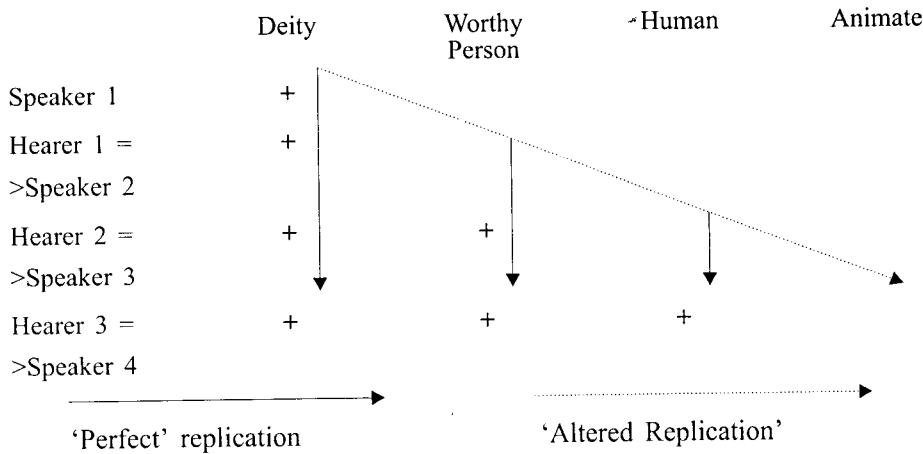 Deity Worthy Human Animate
Person
Speaker 1 +
Hearer 1 = +
>Speaker 2
Hearer 2 = + +
>Speaker 3
Hearer 3 = + + +
>Speaker 4
‘Perfect’ replication ‘Altered Replication’